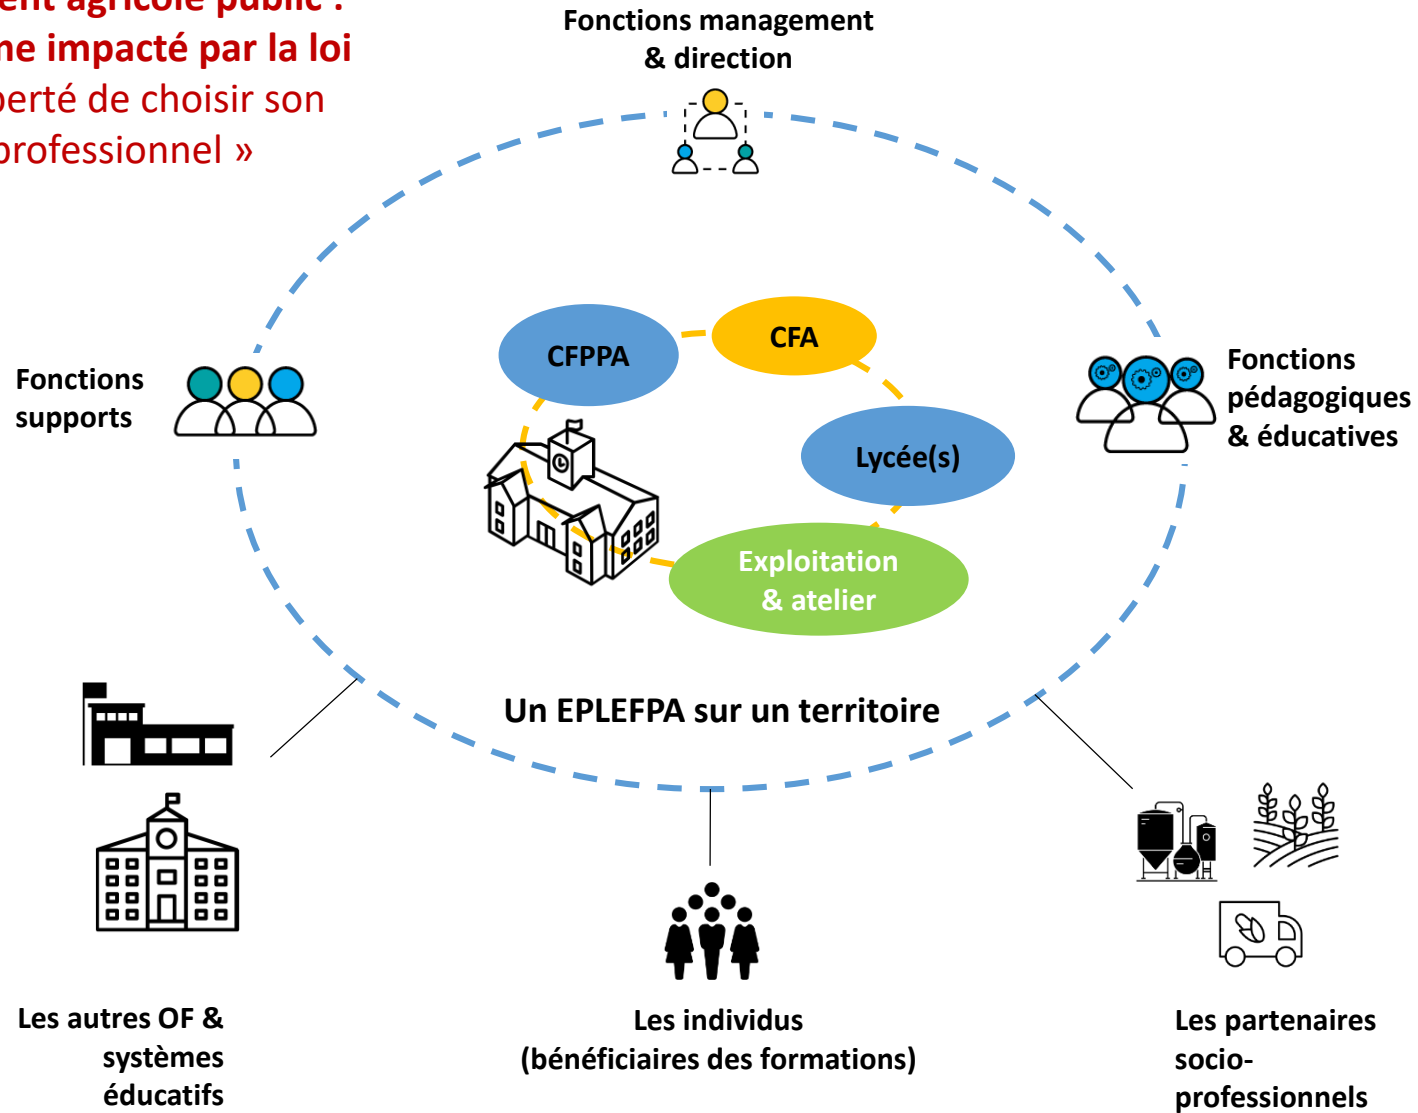 agricole public :
impacté par la loi
de choisir son
professionnel »
Fonctions management
& direction
Fonctions
supports
CFPPA
CFA
Lycée(s)
Exploitation
& atelier
Fonctions
pédagogiques
& éducatives
Un EPLEFPA sur un territoire
Les autres OF &
systèmes
éducatifs
Les individus
(bénéficiaires des formations)
Les partenaires
socio-
professionnels